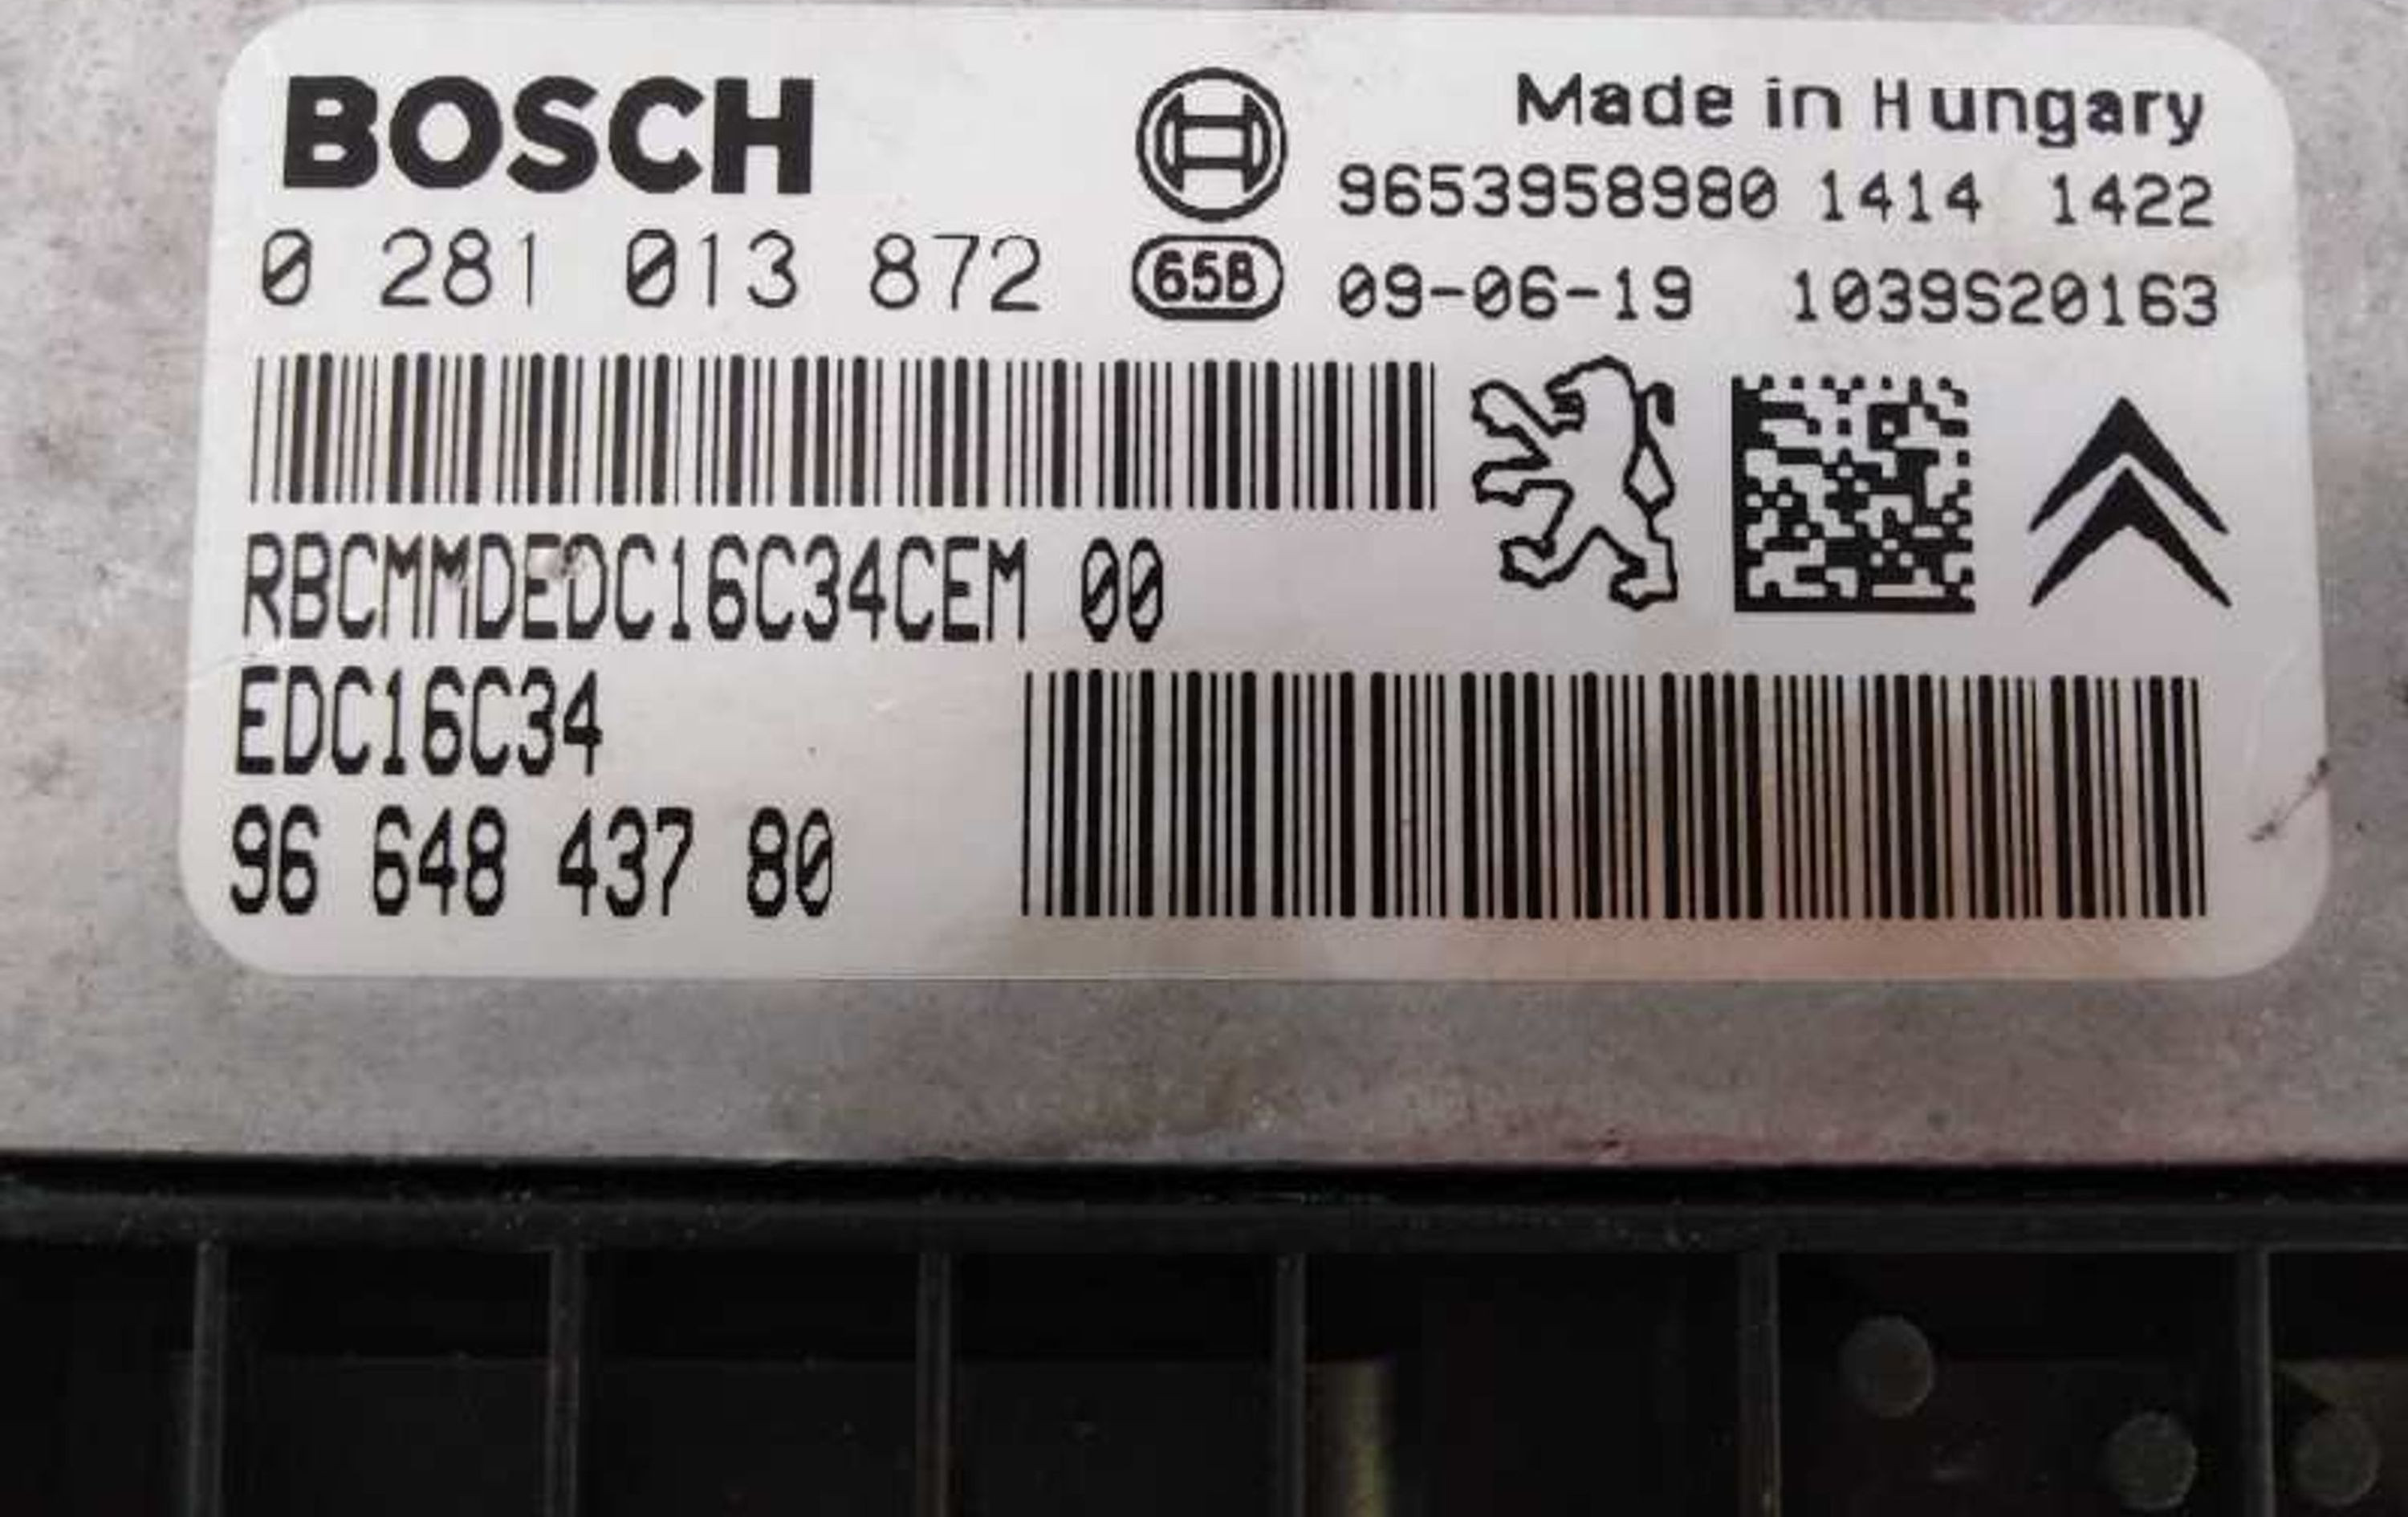 BOSCH
Made in Hungary
9653958980 1414 1422
0 281 013 872
65B
09-06-19 1039S20163
RBCMMDEDC16C34CEM 00
EDC16C34
96 648 437 80